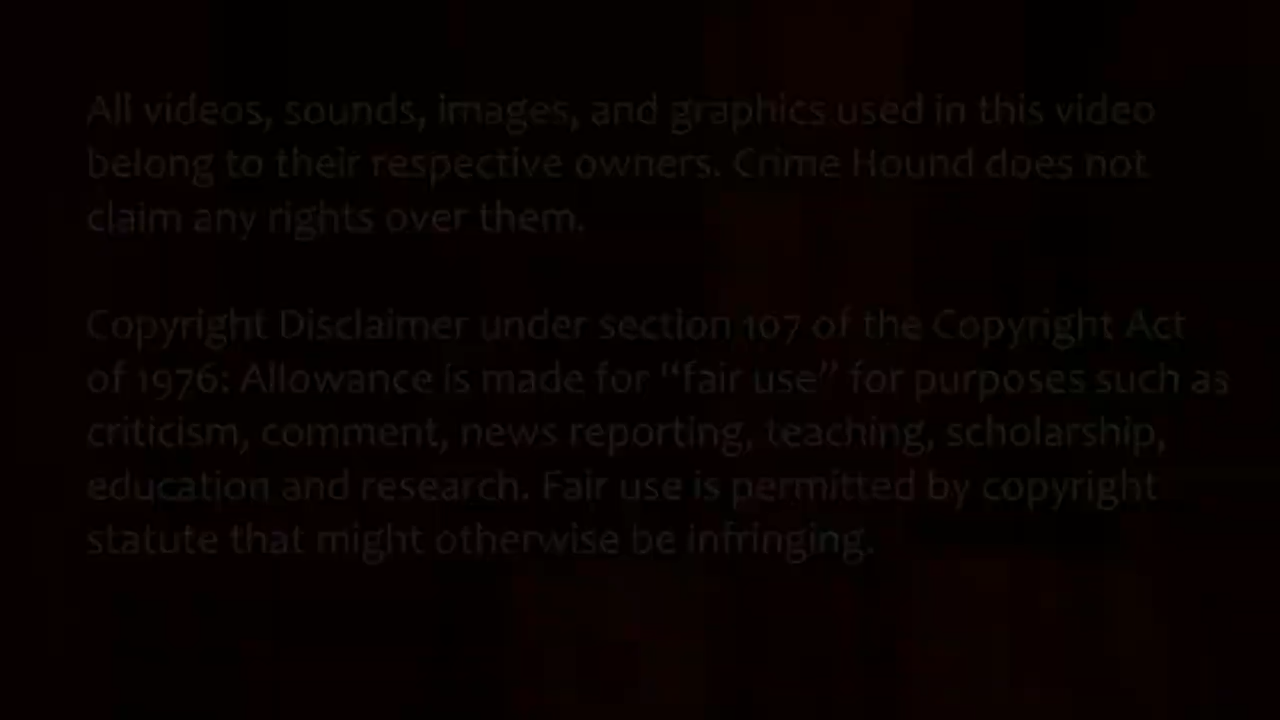 All videos, sounds, images, and graphics used in this video
belong to their respective owners. Crime Hound does not
claim any rights over them.
Copyright Disclaimer under section 107 of the Copyright Act
of 1976: Allowance is made for “fair use” for purposes such as
criticism, comment, news reporting, teaching, scholarship,
education and research. Fair use is permitted by copyright
statute that might otherwise be infringing.